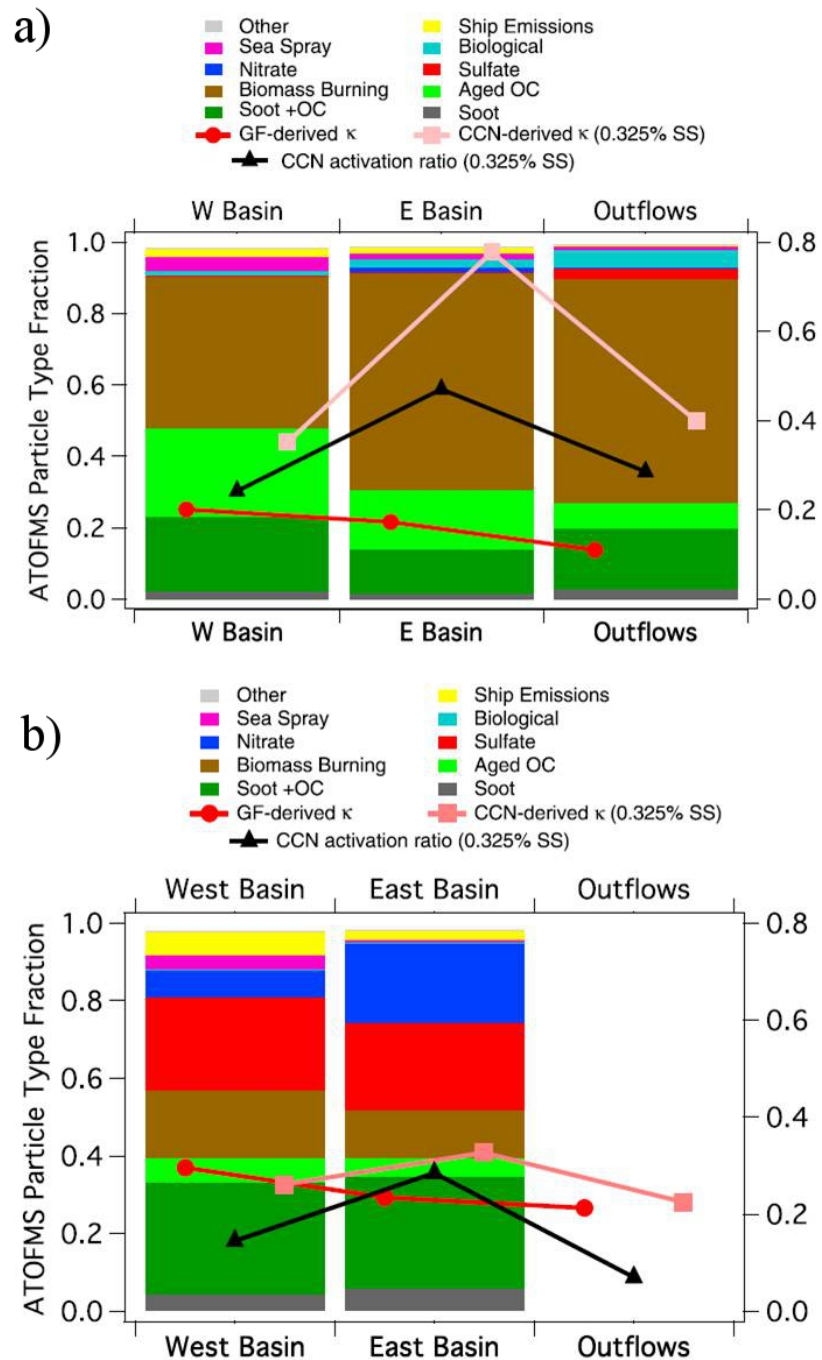 a)
Other Ship Emissions
Sea Spray Biological
Nitrate Sulfate
Biomass Burning Aged OC
Soot +OC Soot
GF-derived κ CCN-derived κ (0.325% SS)
CCN activation ratio (0.325% SS)
W Basin E Basin Outflows
1.0 0.8
0.8
0.6
0.6
0.4
0.4
0.2
0.2
0.0 0.0
ATOFMS Particle Type Fraction
W Basin E Basin Outflows
b)
Other Ship Emissions
Sea Spray Biological
Nitrate Sulfate
Biomass Burning Aged OC
Soot +OC Soot
GF-derived κ CCN-derived κ (0.325% SS)
CCN activation ratio (0.325% SS)
West Basin East Basin Outflows
1.0 0.8
0.8
0.6
0.6
0.4
0.4
0.2
0.2
0.0 0.0
ATOFMS Particle Type Fraction
West Basin East Basin Outflows